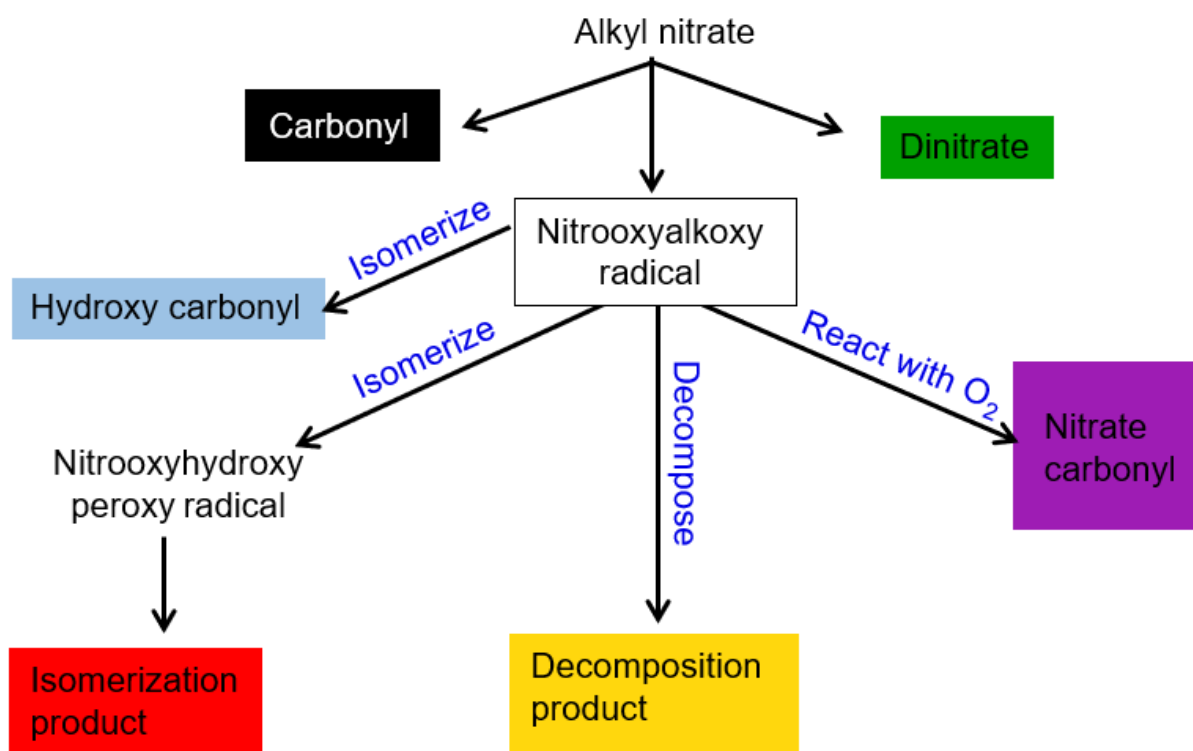 Alkyl nitrate
Carbonyl
Dinitrate
Nitrooxyalkoxy
radical
Isomerize
Hydroxy carbonyl
Isomerize
Decompose
React with O₂
Nitrate
carbonyl
Nitrooxyhydroxy
peroxy radical
Isomerization
product
Decomposition
product